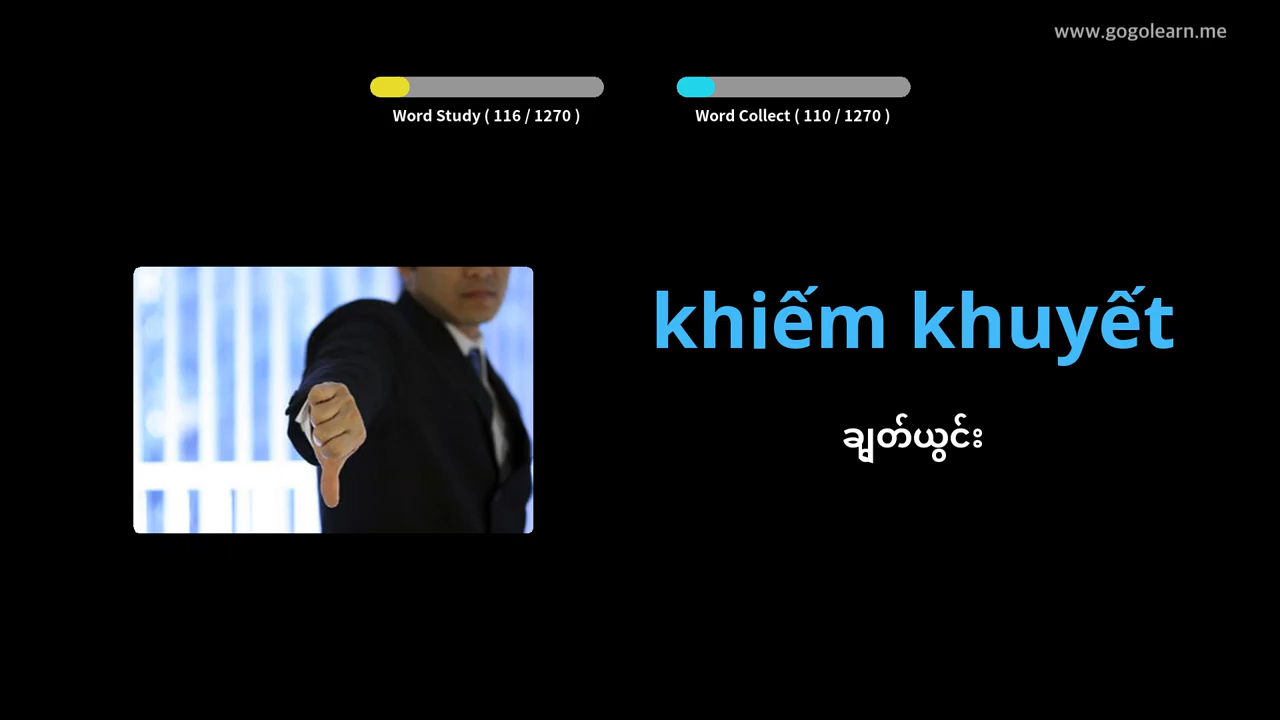 www.gogolearn.me
Word Study ( 116 / 1270 )
Word Collect ( 110 / 1270 )
khiếm khuyết
ချွတ်ယွင်း